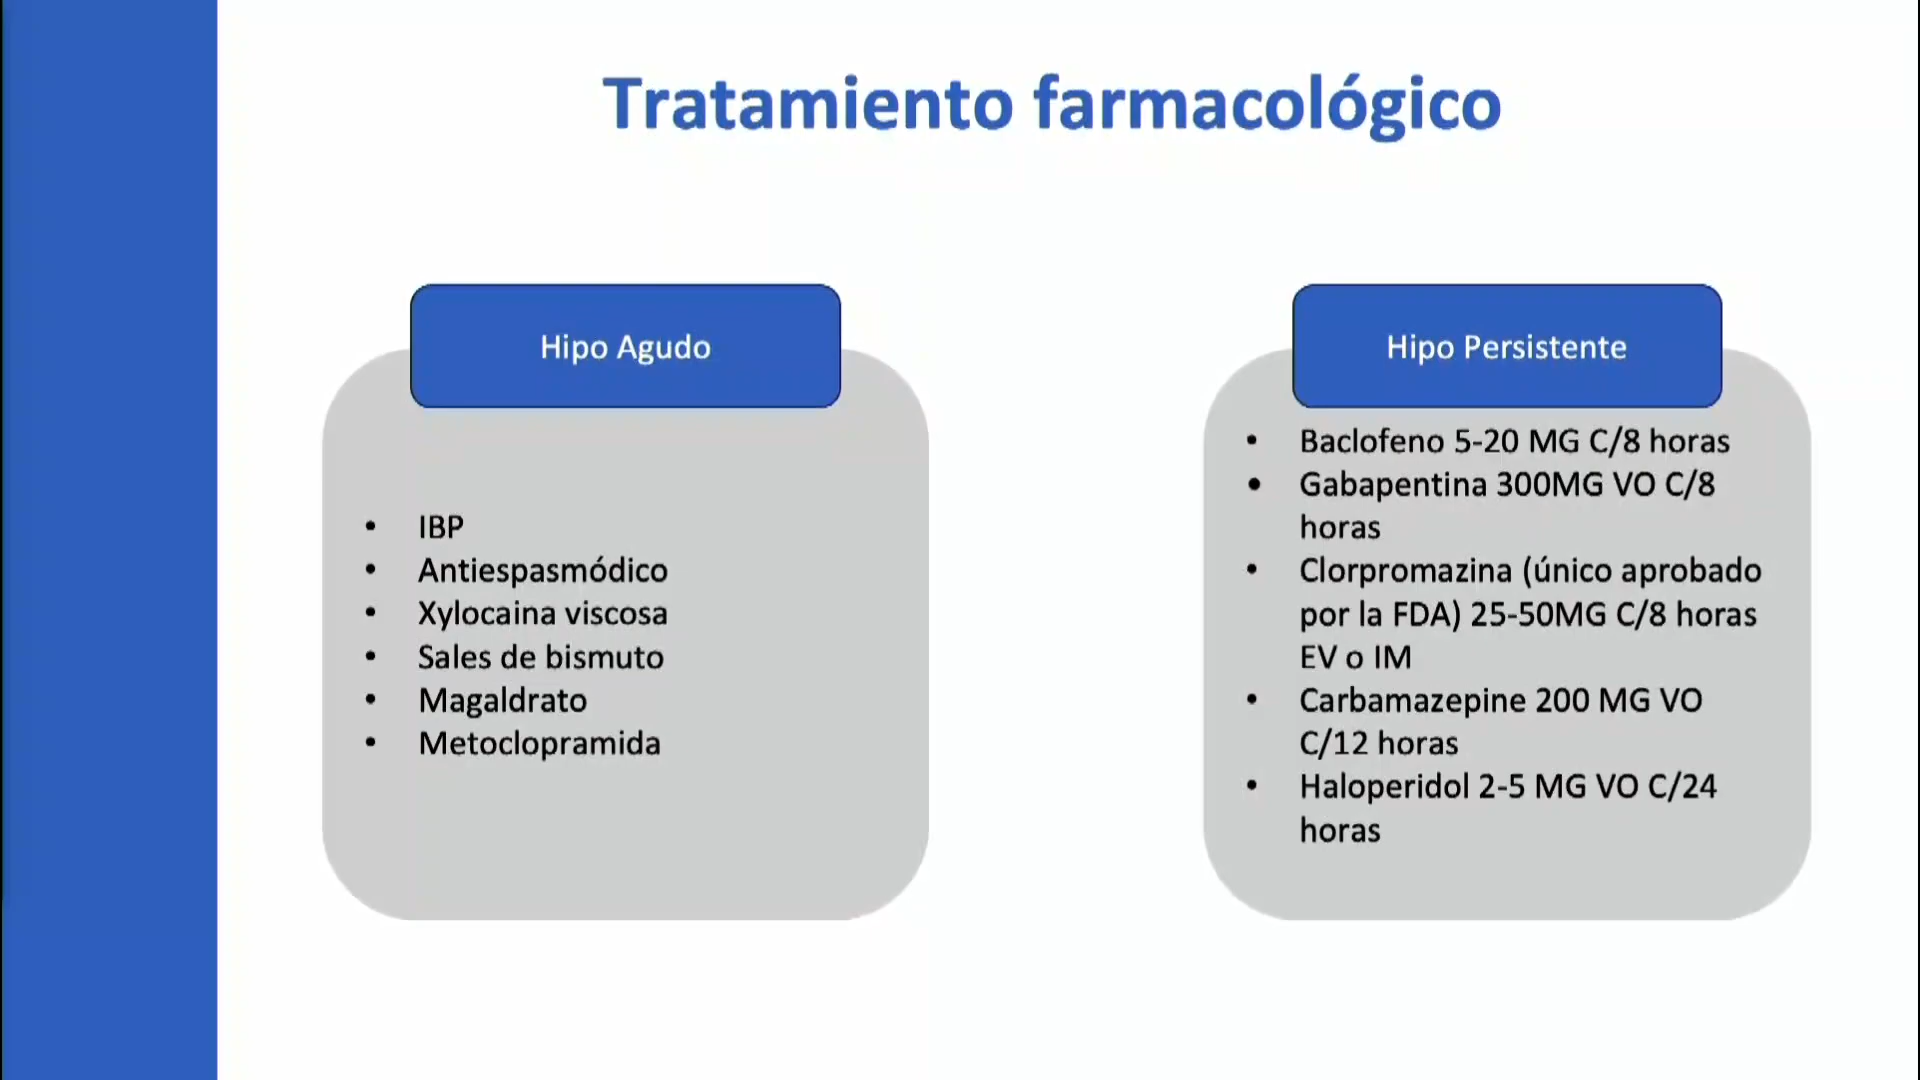 Tratamiento farmacológico
Hipo Agudo
• IBP
• Antiespasmódico
• Xylocaina viscosa
• Sales de bismuto
• Magaldrato
• Metoclopramida
Hipo Persistente
• Baclofeno 5-20 MG C/8 horas
• Gabapentina 300MG VO C/8
horas
• Clorpromazina (único aprobado
por la FDA) 25-50MG C/8 horas
EV o IM
• Carbamazepine 200 MG VO
C/12 horas
• Haloperidol 2-5 MG VO C/24
horas